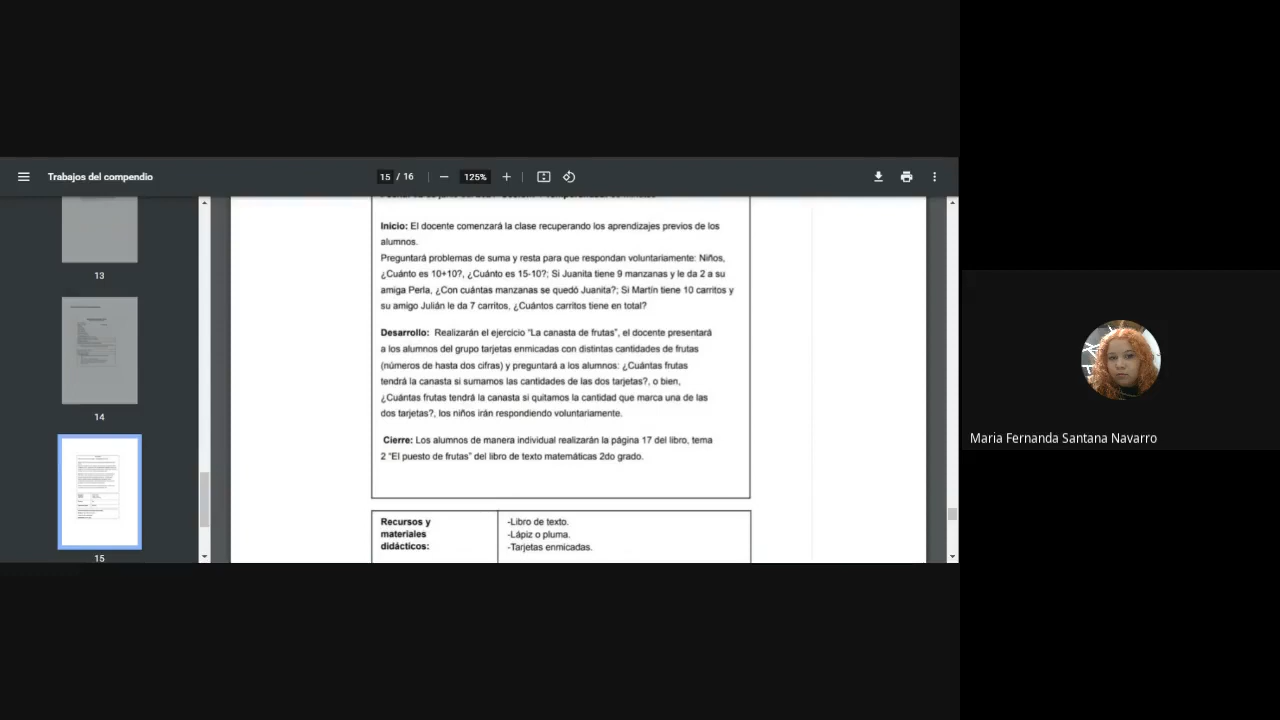 Trabajos del compendio
15 / 16
125%
13
14
15
Inicio: El docente comenzará la clase recuperando los aprendizajes previos de los
alumnos.
Preguntará problemas de suma y resta para que respondan voluntariamente: Niños,
¿Cuánto es 10+10?, ¿Cuánto es 15-10?; Si Juanita tiene 9 manzanas y le da 2 a su
amiga Perla, ¿Con cuántas manzanas se quedó Juanita?; Si Martín tiene 10 carritos y
su amigo Julián le da 7 carritos, ¿Cuántos carritos tiene en total?
Desarrollo: Realizarán el ejercicio “La canasta de frutas”, el docente presentará
a los alumnos del grupo tarjetas enmicadas con distintas cantidades de frutas
(números de hasta dos cifras) y preguntará a los alumnos: ¿Cuántas frutas
tendrá la canasta si sumamos las cantidades de las dos tarjetas?, o bien,
¿Cuántas frutas tendrá la canasta si quitamos la cantidad que marca una de las
dos tarjetas?, los niños irán respondiendo voluntariamente.
Cierre: Los alumnos de manera individual realizarán la página 17 del libro, tema
2 “El puesto de frutas” del libro de texto matemáticas 2do grado.
Recursos y
materiales
didácticos:
-Libro de texto.
-Lápiz o pluma.
-Tarjetas enmicadas.
Maria Fernanda Santana Navarro